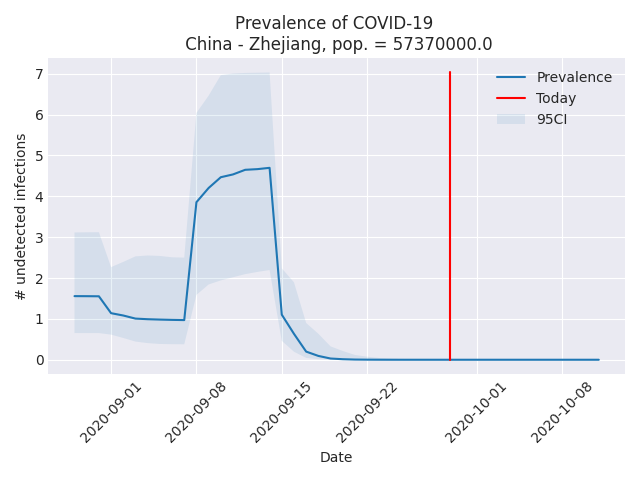 Prevalence of COVID-19
China - Zhejiang, pop. = 57370000.0
# undetected infections
7
6
5
4
3
2
1
0
Prevalence
Today
95CI
2020-09-01
2020-09-08
2020-09-15
2020-09-22
2020-10-01
2020-10-08
Date